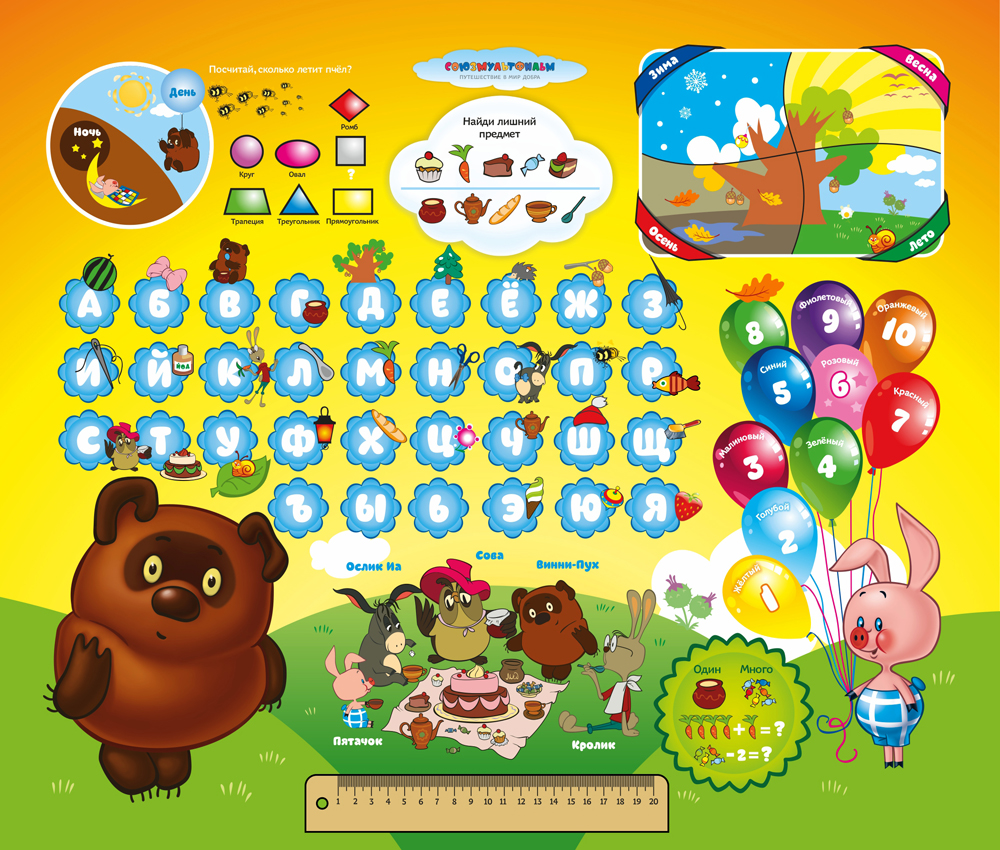 СОЮЗМУЛЬТФИЛЬМ
ПУТЕШЕСТВИЕ В МИР ДОБРА
День
Ночь
Посчитай, сколько летит пчёл?
Ромб
Круг
Овал
?
Трапеция
Треугольник
Прямоугольник
Найди лишний
предмет
Зима
Весна
Осень
Лето
А Б В Г Д Е Ё Ж З
И Й К Л М Н О П Р
ЙОД
С Т У Ф Х Ц Ч Ш Щ
Ъ Ы Ь Э Ю Я
8
Фиолетовый
9
Оранжевый
10
Синий
5
Розовый
6
Красный
7
Малиновый
3
Зелёный
4
Голубой
2
Жёлтый
1
Ослик Иа
Сова
Винни-Пух
Пятачок
Кролик
Один
Много
+ = ?
- 2 = ?
1 2 3 4 5 6 7 8 9 10 11 12 13 14 15 16 17 18 19 20